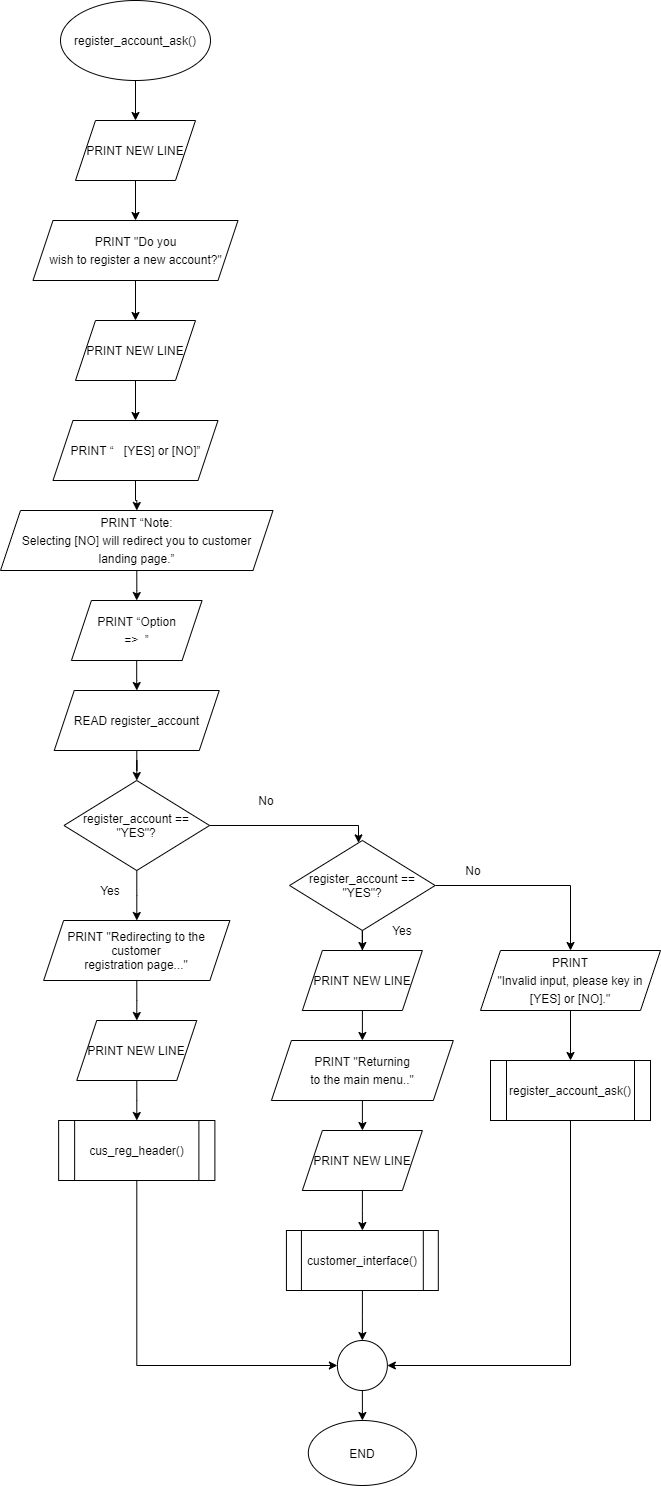 register_account_ask()
PRINT NEW LINE
PRINT "Do you
wish to register a new account?"
PRINT NEW LINE
PRINT “   [YES] or [NO]”
PRINT “Note:
Selecting [NO] will redirect you to customer
landing page.”
PRINT “Option
=>  ”
READ register_account
register_account ==
"YES"?
No
Yes
register_account ==
"YES"?
No
Yes
PRINT "Redirecting to the
customer
registration page..."
PRINT NEW LINE
cus_reg_header()
PRINT NEW LINE
PRINT "Returning
to the main menu.."
PRINT NEW LINE
customer_interface()
PRINT
"Invalid input, please key in
[YES] or [NO]."
register_account_ask()
END